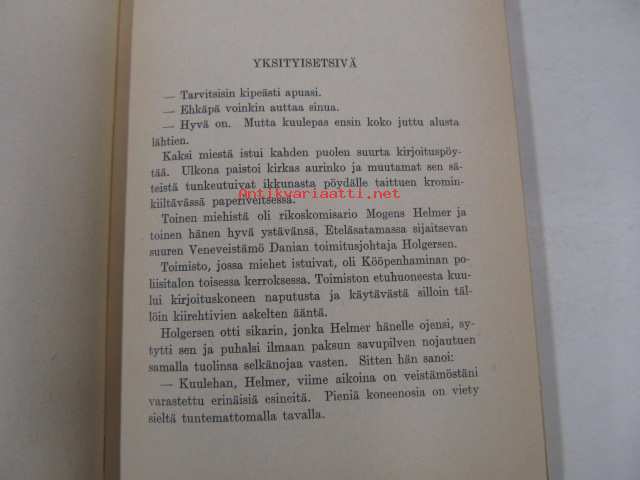 YKSITYISETSIVÄ
— Tarvitsisin kipeästi apuasi.
— Ehkäpä voinkin auttaa sinua.
— Hyvä on. Mutta kuulepas ensin koko juttu alusta
lähtien.
Kaksi miestä istui kahden puolen suurta kirjoituspöy-
tää. Ulkona paistoi kirkas aurinko ja muutamat sen sä-
teistä tunkeutuivat ikkunasta pöydälle taittuen kromin-
kiiltävässä paperiveitsessä.
Antikvariaatti.net
Toinen miehistä oli rikoskomisario Mogens Helmer ja
toinen hänen hyvä ystävänsä, Eteläsatamassa sijaitsevan
suuren Veneveistämö Danian toimitusjohtaja Holgersen.
Toimisto, jossa miehet istuivat, oli Kööpenhaminan po-
liisitalon toisessa kerroksessa. Toimiston etuhuoneesta kuu-
lui kirjoituskoneen naputusta ja käytävästä silloin täl-
löin kiirehtivien askelten ääntä.
Holgersen otti sikarin, jonka Helmer hänelle ojensi, sy-
tytti sen ja puhalsi ilmaan paksun savupilven nojautuen
samalla tuolinsa selkänojaa vasten. Sitten hän sanoi:
— Kuulehan, Helmer, viime aikoina on veistämöstäni
varastettu erinäisiä esineitä. Pieniä koneenosia on viety
sieltä tuntemattomalla tavalla.